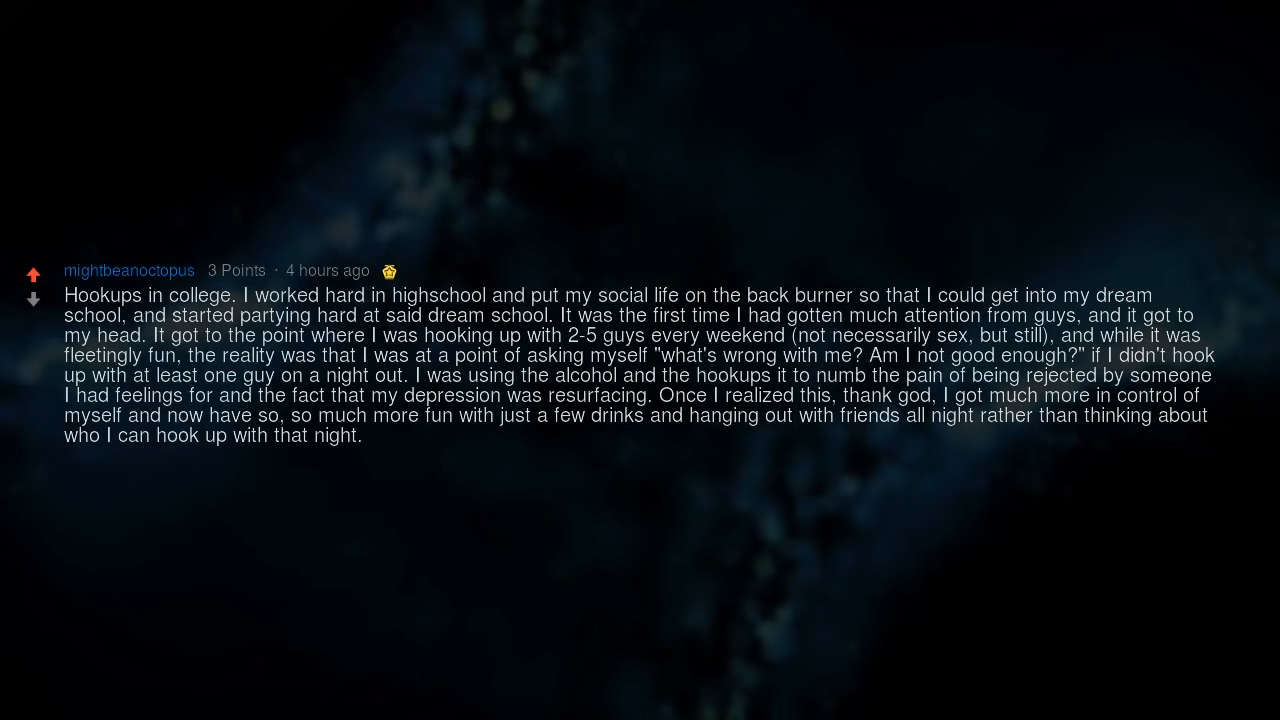 mightbeanoctopus 3 Points · 4 hours ago
Hookups in college. I worked hard in highschool and put my social life on the back burner so that I could get into my dream
school, and started partying hard at said dream school. It was the first time I had gotten much attention from guys, and it got to
my head. It got to the point where I was hooking up with 2-5 guys every weekend (not necessarily sex, but still), and while it was
fleetingly fun, the reality was that I was at a point of asking myself "what's wrong with me? Am I not good enough?" if I didn't hook
up with at least one guy on a night out. I was using the alcohol and the hookups it to numb the pain of being rejected by someone
I had feelings for and the fact that my depression was resurfacing. Once I realized this, thank god, I got much more in control of
myself and now have so, so much more fun with just a few drinks and hanging out with friends all night rather than thinking about
who I can hook up with that night.